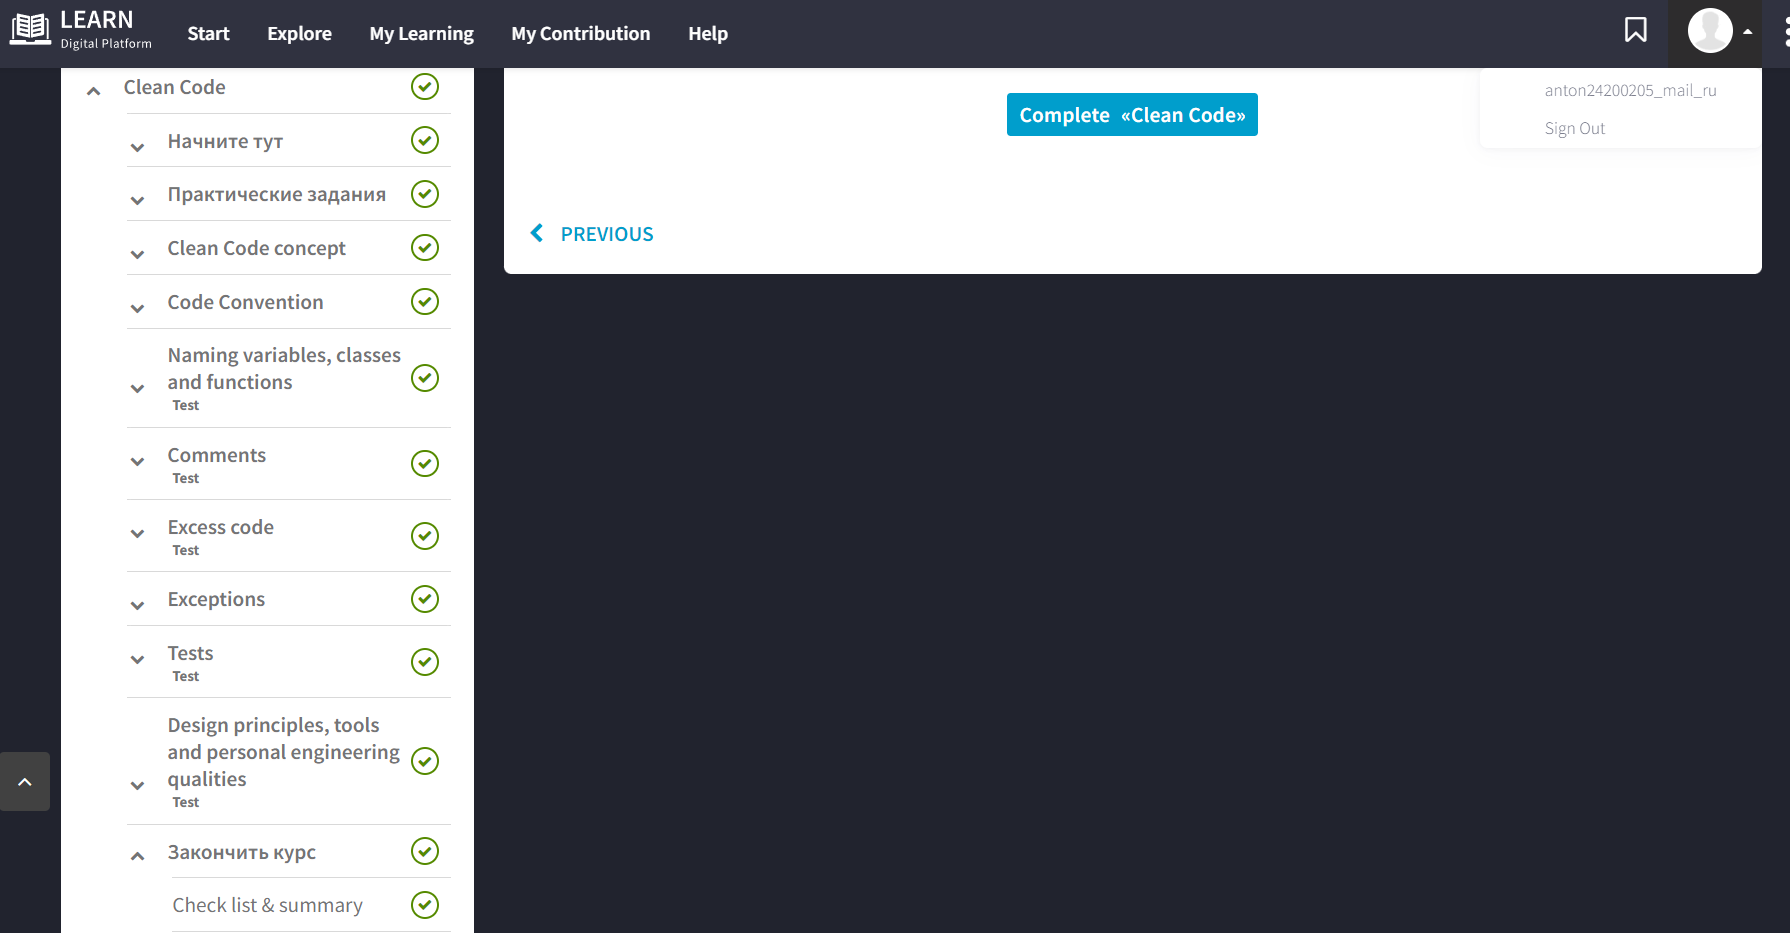 LEARN
Digital Platform
Start
Explore
My Learning
My Contribution
Help
anton24200205_mail_ru
Sign Out
Clean Code
Начните тут
Практические задания
Clean Code concept
Code Convention
Naming variables, classes
and functions
Test
Comments
Test
Excess code
Test
Exceptions
Tests
Test
Design principles, tools
and personal engineering
qualities
Test
Закончить курс
Check list & summary
Complete «Clean Code»
PREVIOUS